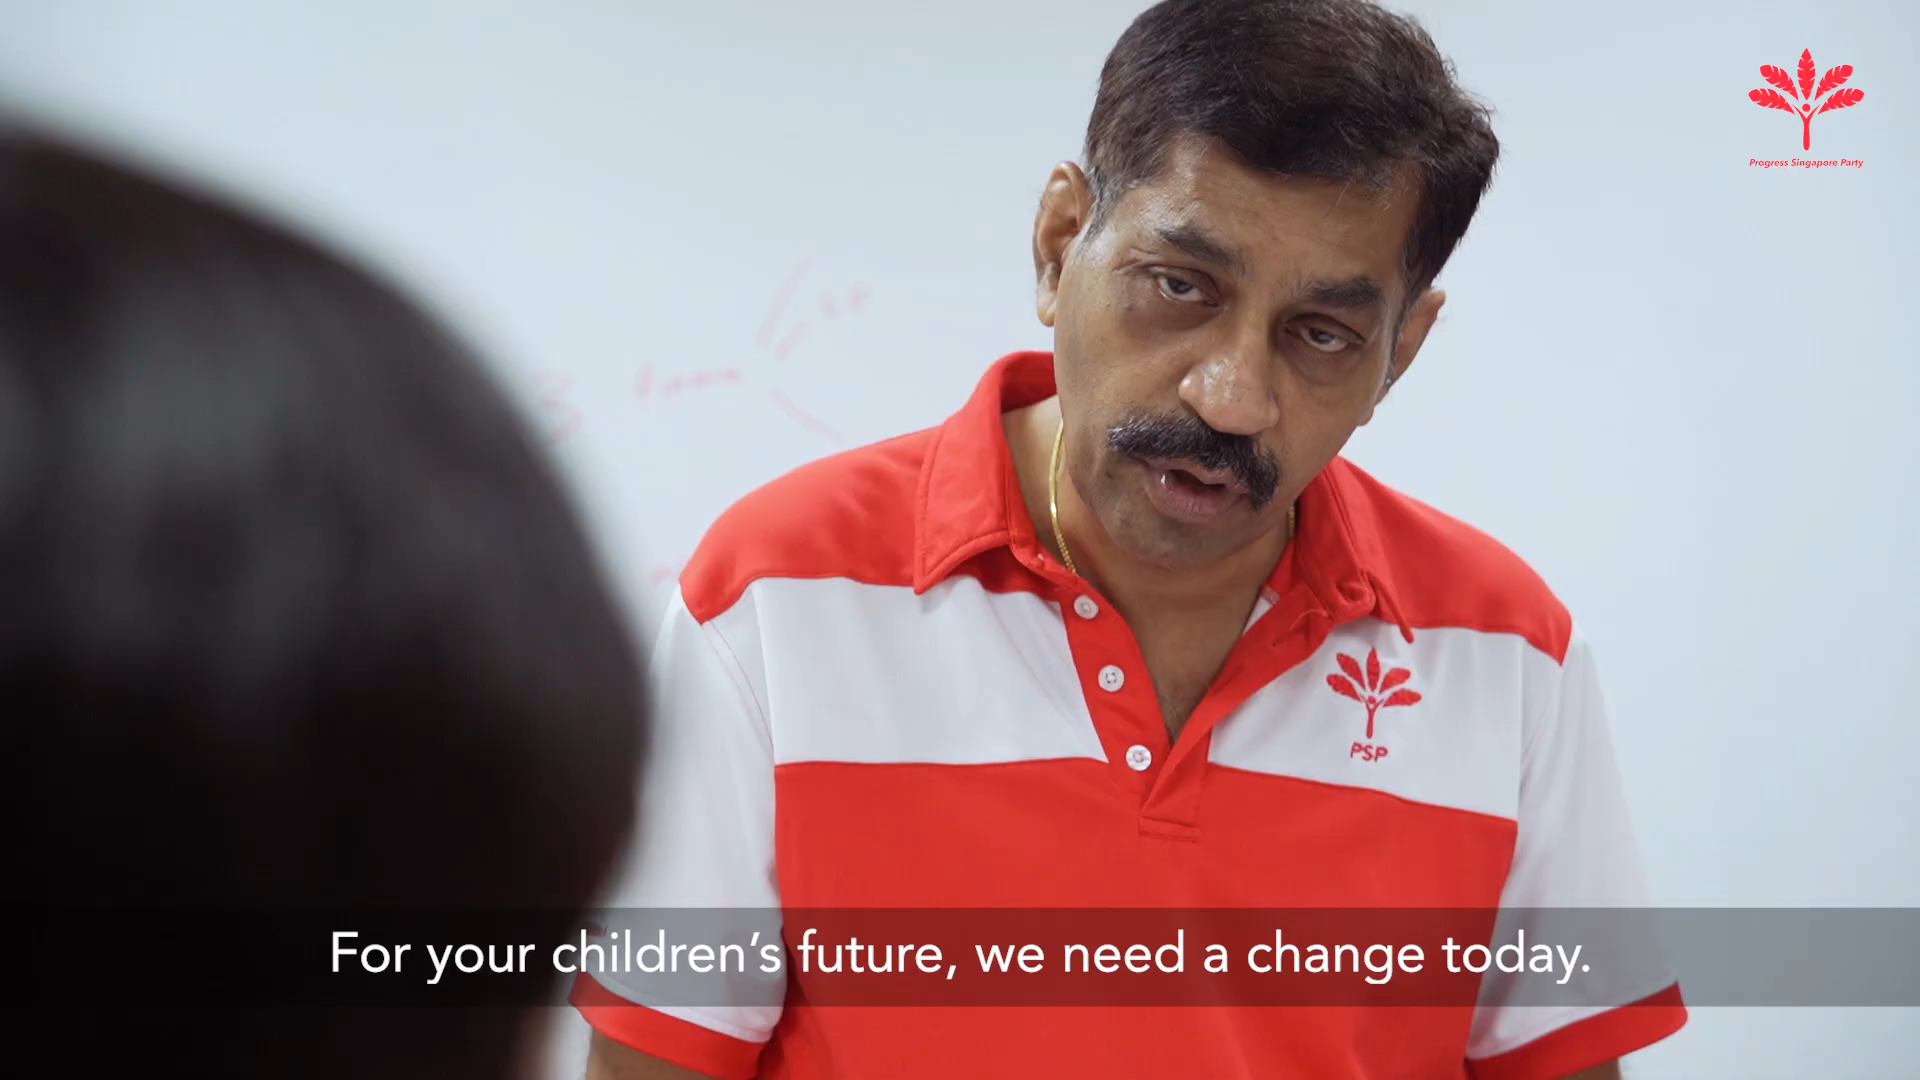 Progress Singapore Party
PSP
For your children's future, we need a change today.